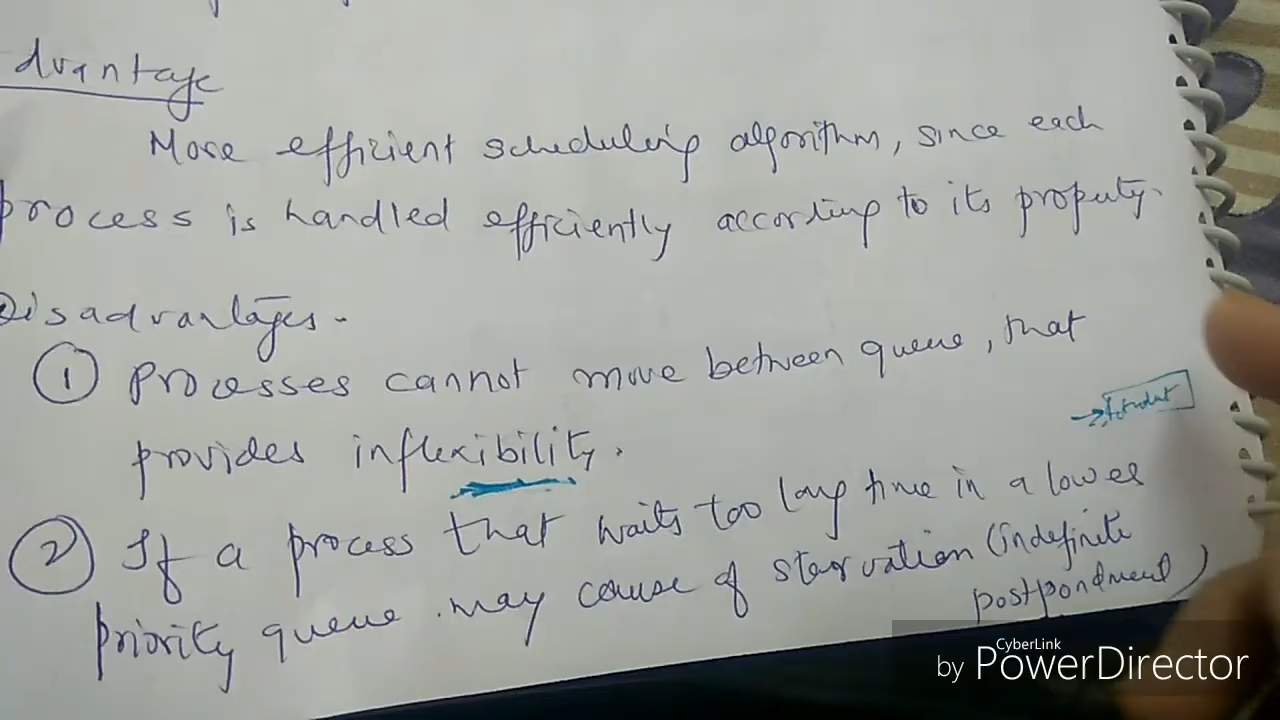 dvantage
More efficient scheduling algorithm, since each
process is handled efficiently according to its property.
Disadvantages.
1 Processes cannot move between queue, that
provides inflexibility.
2 If a process that waits too long time in a lower
priority queue may cause of starvation (indefinite
postpondment)
CyberLink
by PowerDirector